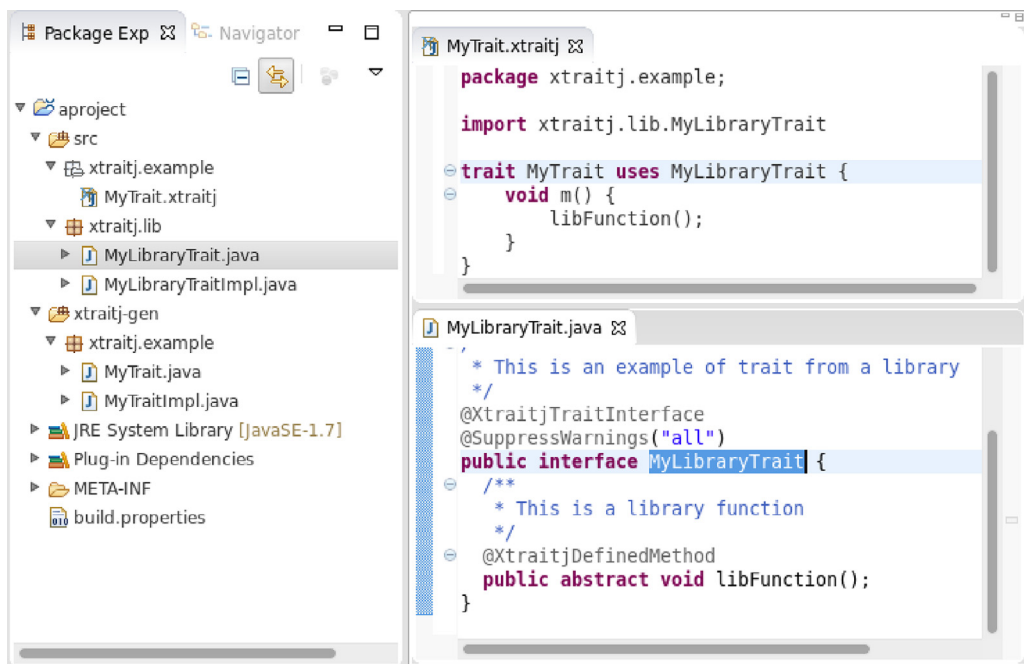 Package Exp
Navigator
aproject
src
xtraitj.example
MyTrait.xtraitj
xtraitj.lib
MyLibraryTrait.java
MyLibraryTraitImpl.java
xtraitj-gen
xtraitj.example
MyTrait.java
MyTraitImpl.java
JRE System Library [JavaSE-1.7]
Plug-in Dependencies
META-INF
build.properties
MyTrait.xtraitj
package xtraitj.example;
import xtraitj.lib.MyLibraryTrait
trait MyTrait uses MyLibraryTrait {
void m() {
libFunction();
}
}
MyLibraryTrait.java
* This is an example of trait from a library
*/
@XtraitjTraitInterface
@SuppressWarnings("all")
public interface MyLibraryTrait {
/**
* This is a library function
*/
@XtraitjDefinedMethod
public abstract void libFunction();
}